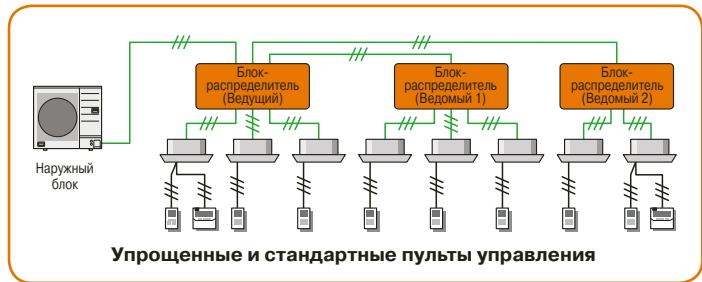 Блок-
распределитель
(Ведущий)
Блок-
распределитель
(Ведомый 1)
Блок-
распределитель
(Ведомый 2)
Наружный
блок
Упрощенные и стандартные пульты управления